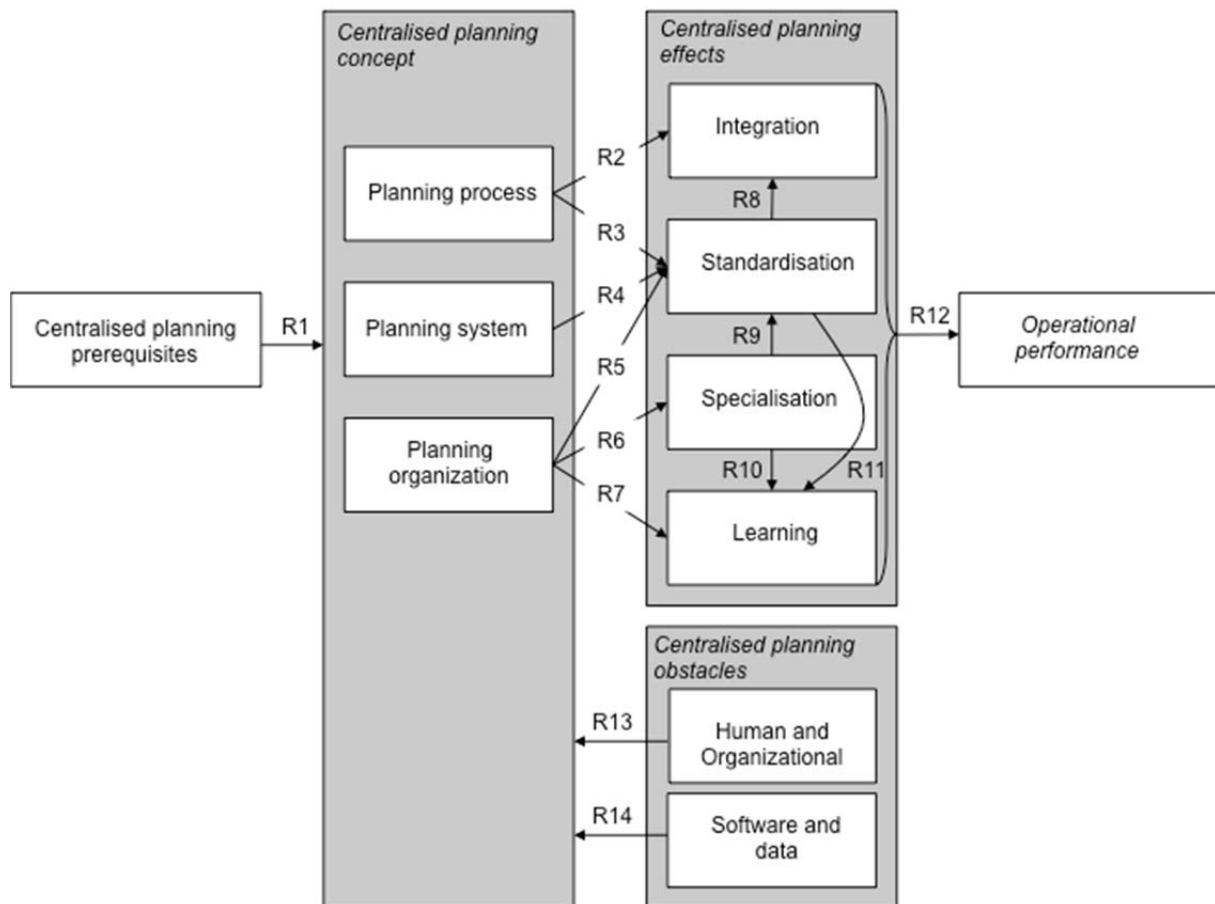 Centralised planning
concept
Centralised planning
effects
Integration
R2
Planning process
R8
R3
Standardisation
R4
Centralised planning
prerequisites
R1
Planning system
R12
Operational
performance
R9
R5
Specialisation
R6
Planning
organization
R10
R11
R7
Learning
Centralised planning
obstacles
R13
Human and
Organizational
R14
Software and
data